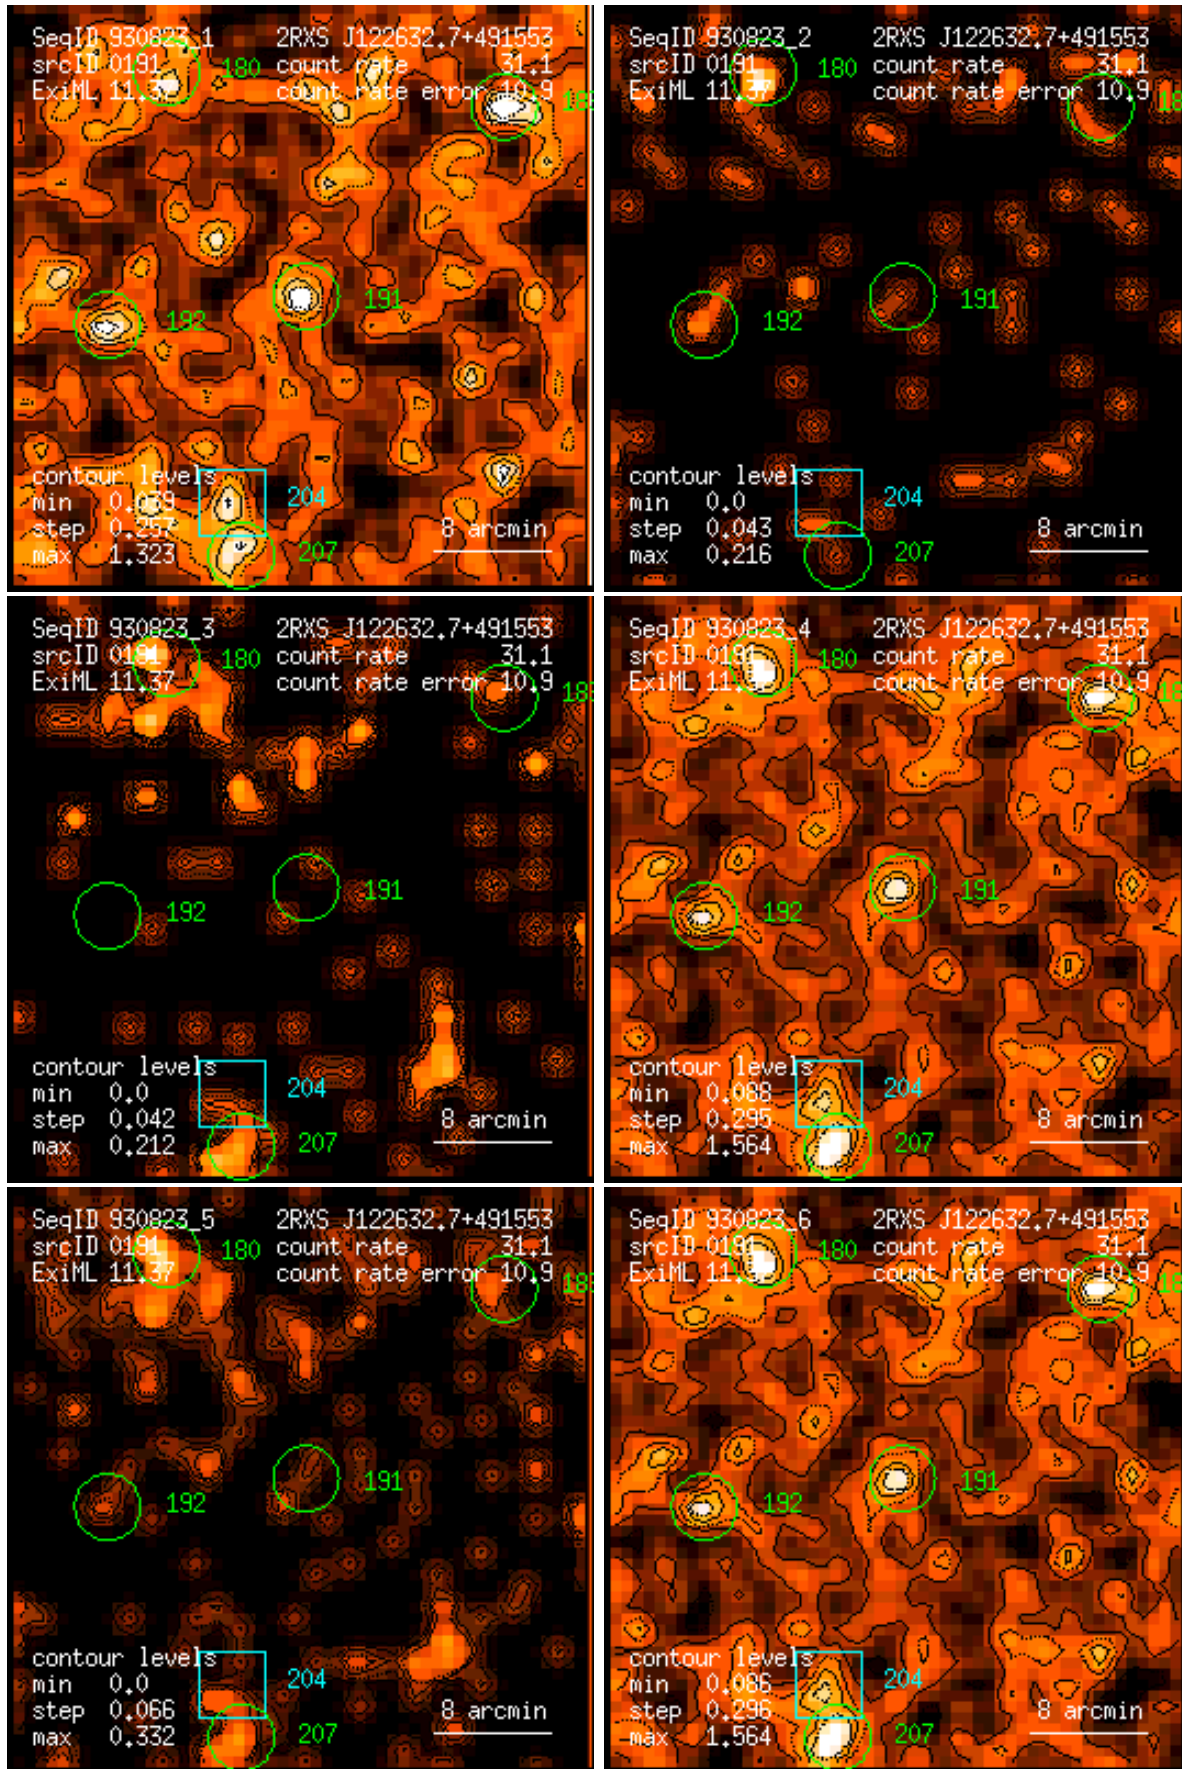 SeqID 930823_1 2RXS J122632.7+491553
srcID 0191 180 count rate 31.1
ExiML 11.37 count rate error 10.9
191
192
contour levels
min 0.039 204
step 0.257 8 arcmin
max 1.323 207
SeqID 930823_2 2RXS J122632.7+491553
srcID 0191 180 count rate 31.1
ExiML 11.37 count rate error 10.9
191
192
contour levels
min 0.0 204
step 0.043 8 arcmin
max 0.216 207
SeqID 930823_3 2RXS J122632.7+491553
srcID 0191 180 count rate 31.1
ExiML 11.37 count rate error 10.9
191
192
contour levels
min 0.0 204
step 0.042 8 arcmin
max 0.212 207
SeqID 930823_4 2RXS J122632.7+491553
srcID 0191 180 count rate 31.1
ExiML 11.37 count rate error 10.9
191
192
contour levels
min 0.088 204
step 0.295 8 arcmin
max 1.564 207
SeqID 930823_5 2RXS J122632.7+491553
srcID 0191 180 count rate 31.1
ExiML 11.37 count rate error 10.9
191
192
contour levels
min 0.0 204
step 0.066 8 arcmin
max 0.332 207
SeqID 930823_6 2RXS J122632.7+491553
srcID 0191 180 count rate 31.1
ExiML 11.37 count rate error 10.9
191
192
contour levels
min 0.086 204
step 0.296 8 arcmin
max 1.564 207